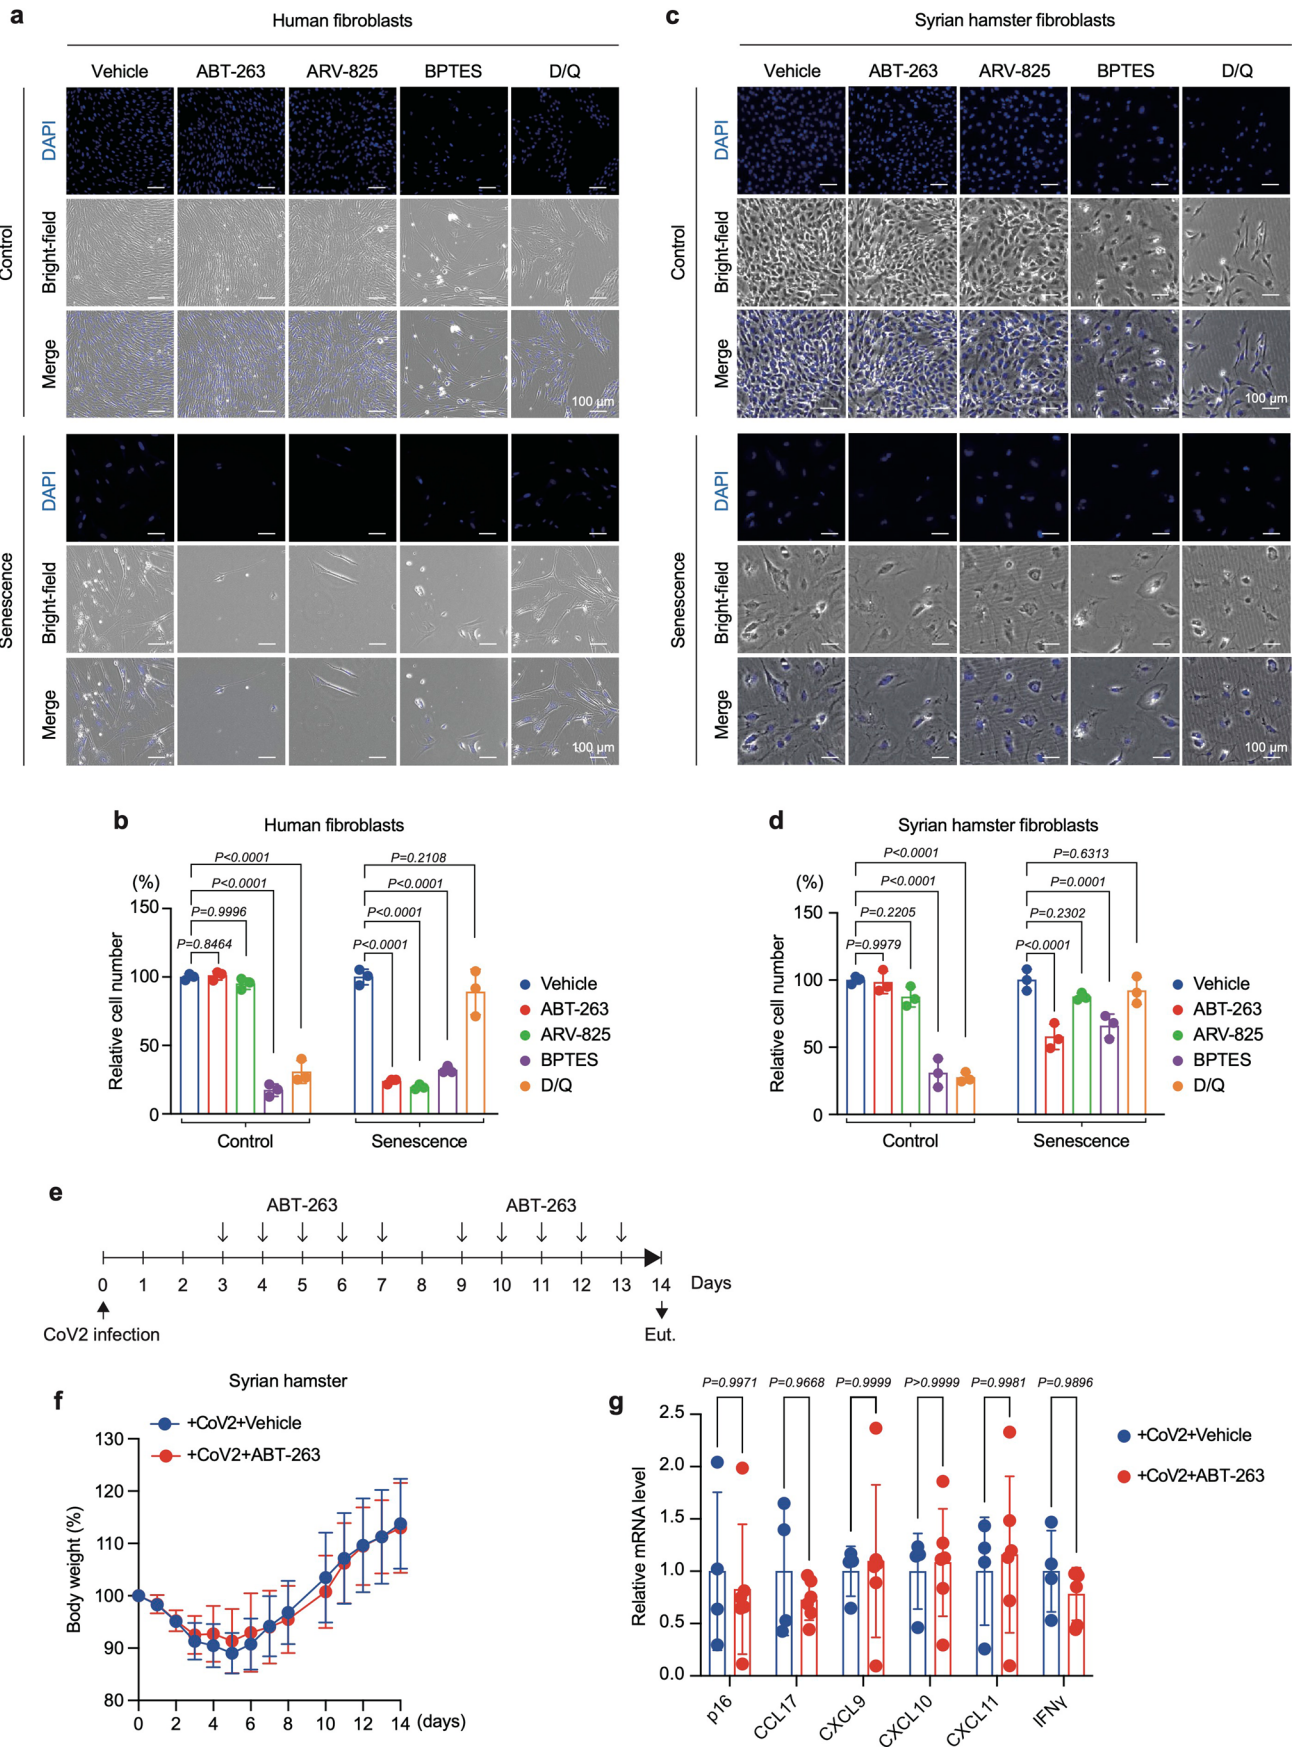 a
Human fibroblasts
Vehicle ABT-263 ARV-825 BPTES D/Q
Control
DAPI
Bright-field
Merge
100 μm
Senescence
DAPI
Bright-field
Merge
100 μm
c
Syrian hamster fibroblasts
Vehicle ABT-263 ARV-825 BPTES D/Q
Control
DAPI
Bright-field
Merge
100 μm
Senescence
DAPI
Bright-field
Merge
100 μm
b
Human fibroblasts
(%)
Relative cell number
150
100
50
0
P<0.0001
P<0.0001
P=0.9996
P=0.8464
P=0.2108
P<0.0001
P<0.0001
P<0.0001
Control Senescence
Vehicle
ABT-263
ARV-825
BPTES
D/Q
d
Syrian hamster fibroblasts
(%)
Relative cell number
150
100
50
0
P<0.0001
P<0.0001
P=0.2205
P=0.9979
P=0.6313
P=0.0001
P=0.2302
P<0.0001
Control Senescence
Vehicle
ABT-263
ARV-825
BPTES
D/Q
e
ABT-263 ABT-263
0 1 2 3 4 5 6 7 8 9 10 11 12 13 14 Days
CoV2 infection Eut.
f
Syrian hamster
+CoV2+Vehicle
+CoV2+ABT-263
Body weight (%)
130
120
110
100
90
80
0 2 4 6 8 10 12 14 (days)
g
P=0.9971 P=0.9668 P=0.9999 P>0.9999 P=0.9981 P=0.9896
Relative mRNA level
2.5
2.0
1.5
1.0
0.5
0.0
p16 CCL17 CXCL9 CXCL10 CXCL11 IFNγ
+CoV2+Vehicle
+CoV2+ABT-263